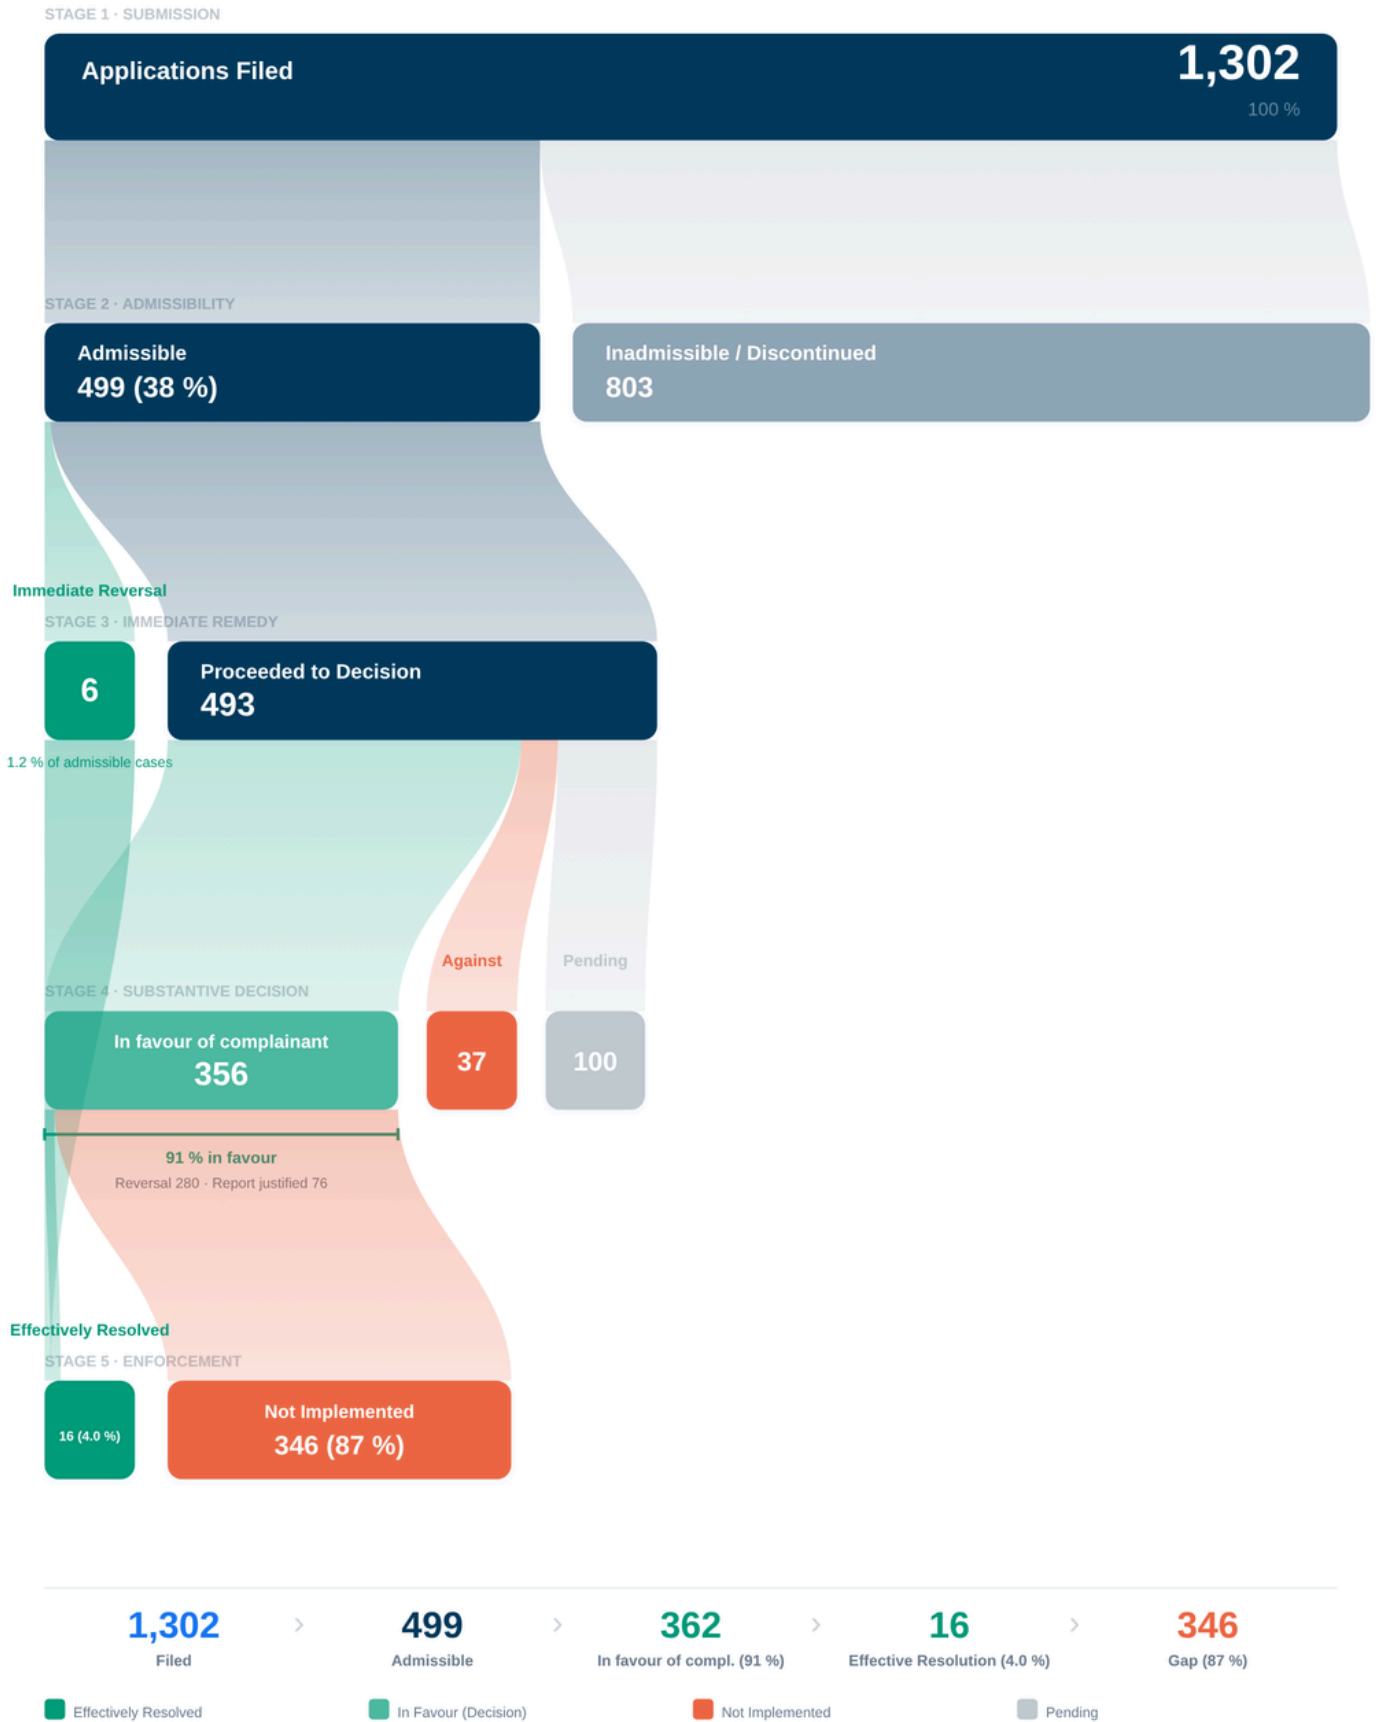 STAGE 1 · SUBMISSION
Applications Filed
1,302
100 %
STAGE 2 · ADMISSIBILITY
Admissible
499 (38 %)
Inadmissible / Discontinued
803
Immediate Reversal
STAGE 3 · IMMEDIATE REMEDY
6
Proceeded to Decision
493
1.2 % of admissible cases
Against
Pending
STAGE 4 · SUBSTANTIVE DECISION
In favour of complainant
356
37
100
91 % in favour
Reversal 280 · Report justified 76
Effectively Resolved
STAGE 5 · ENFORCEMENT
16 (4.0 %)
Not Implemented
346 (87 %)
1,302 › 499 › 362 › 16 › 346
Filed Admissible In favour of compl. (91 %) Effective Resolution (4.0 %) Gap (87 %)
Effectively Resolved In Favour (Decision) Not Implemented Pending